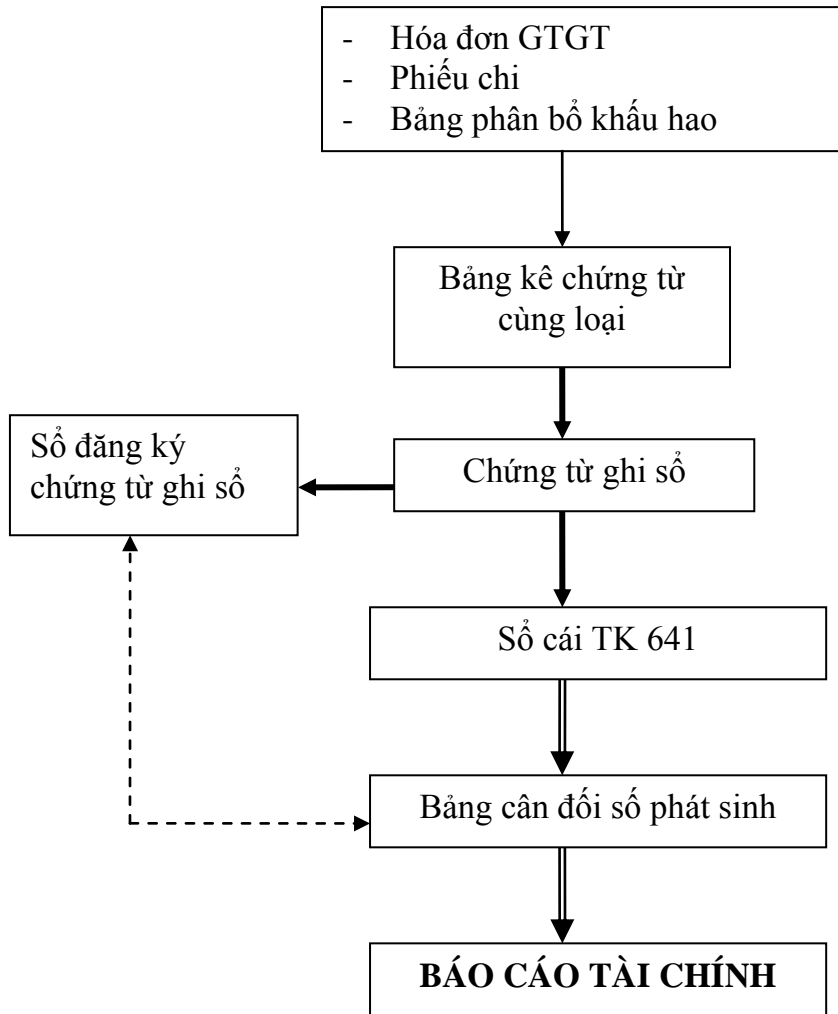 - Hóa đơn GTGT
- Phiếu chi
- Bảng phân bổ khấu hao
Bảng kê chứng từ
cùng loại
Sổ đăng ký
chứng từ ghi sổ
Chứng từ ghi sổ
Sổ cái TK 641
Bảng cân đối số phát sinh
BÁO CÁO TÀI CHÍNH